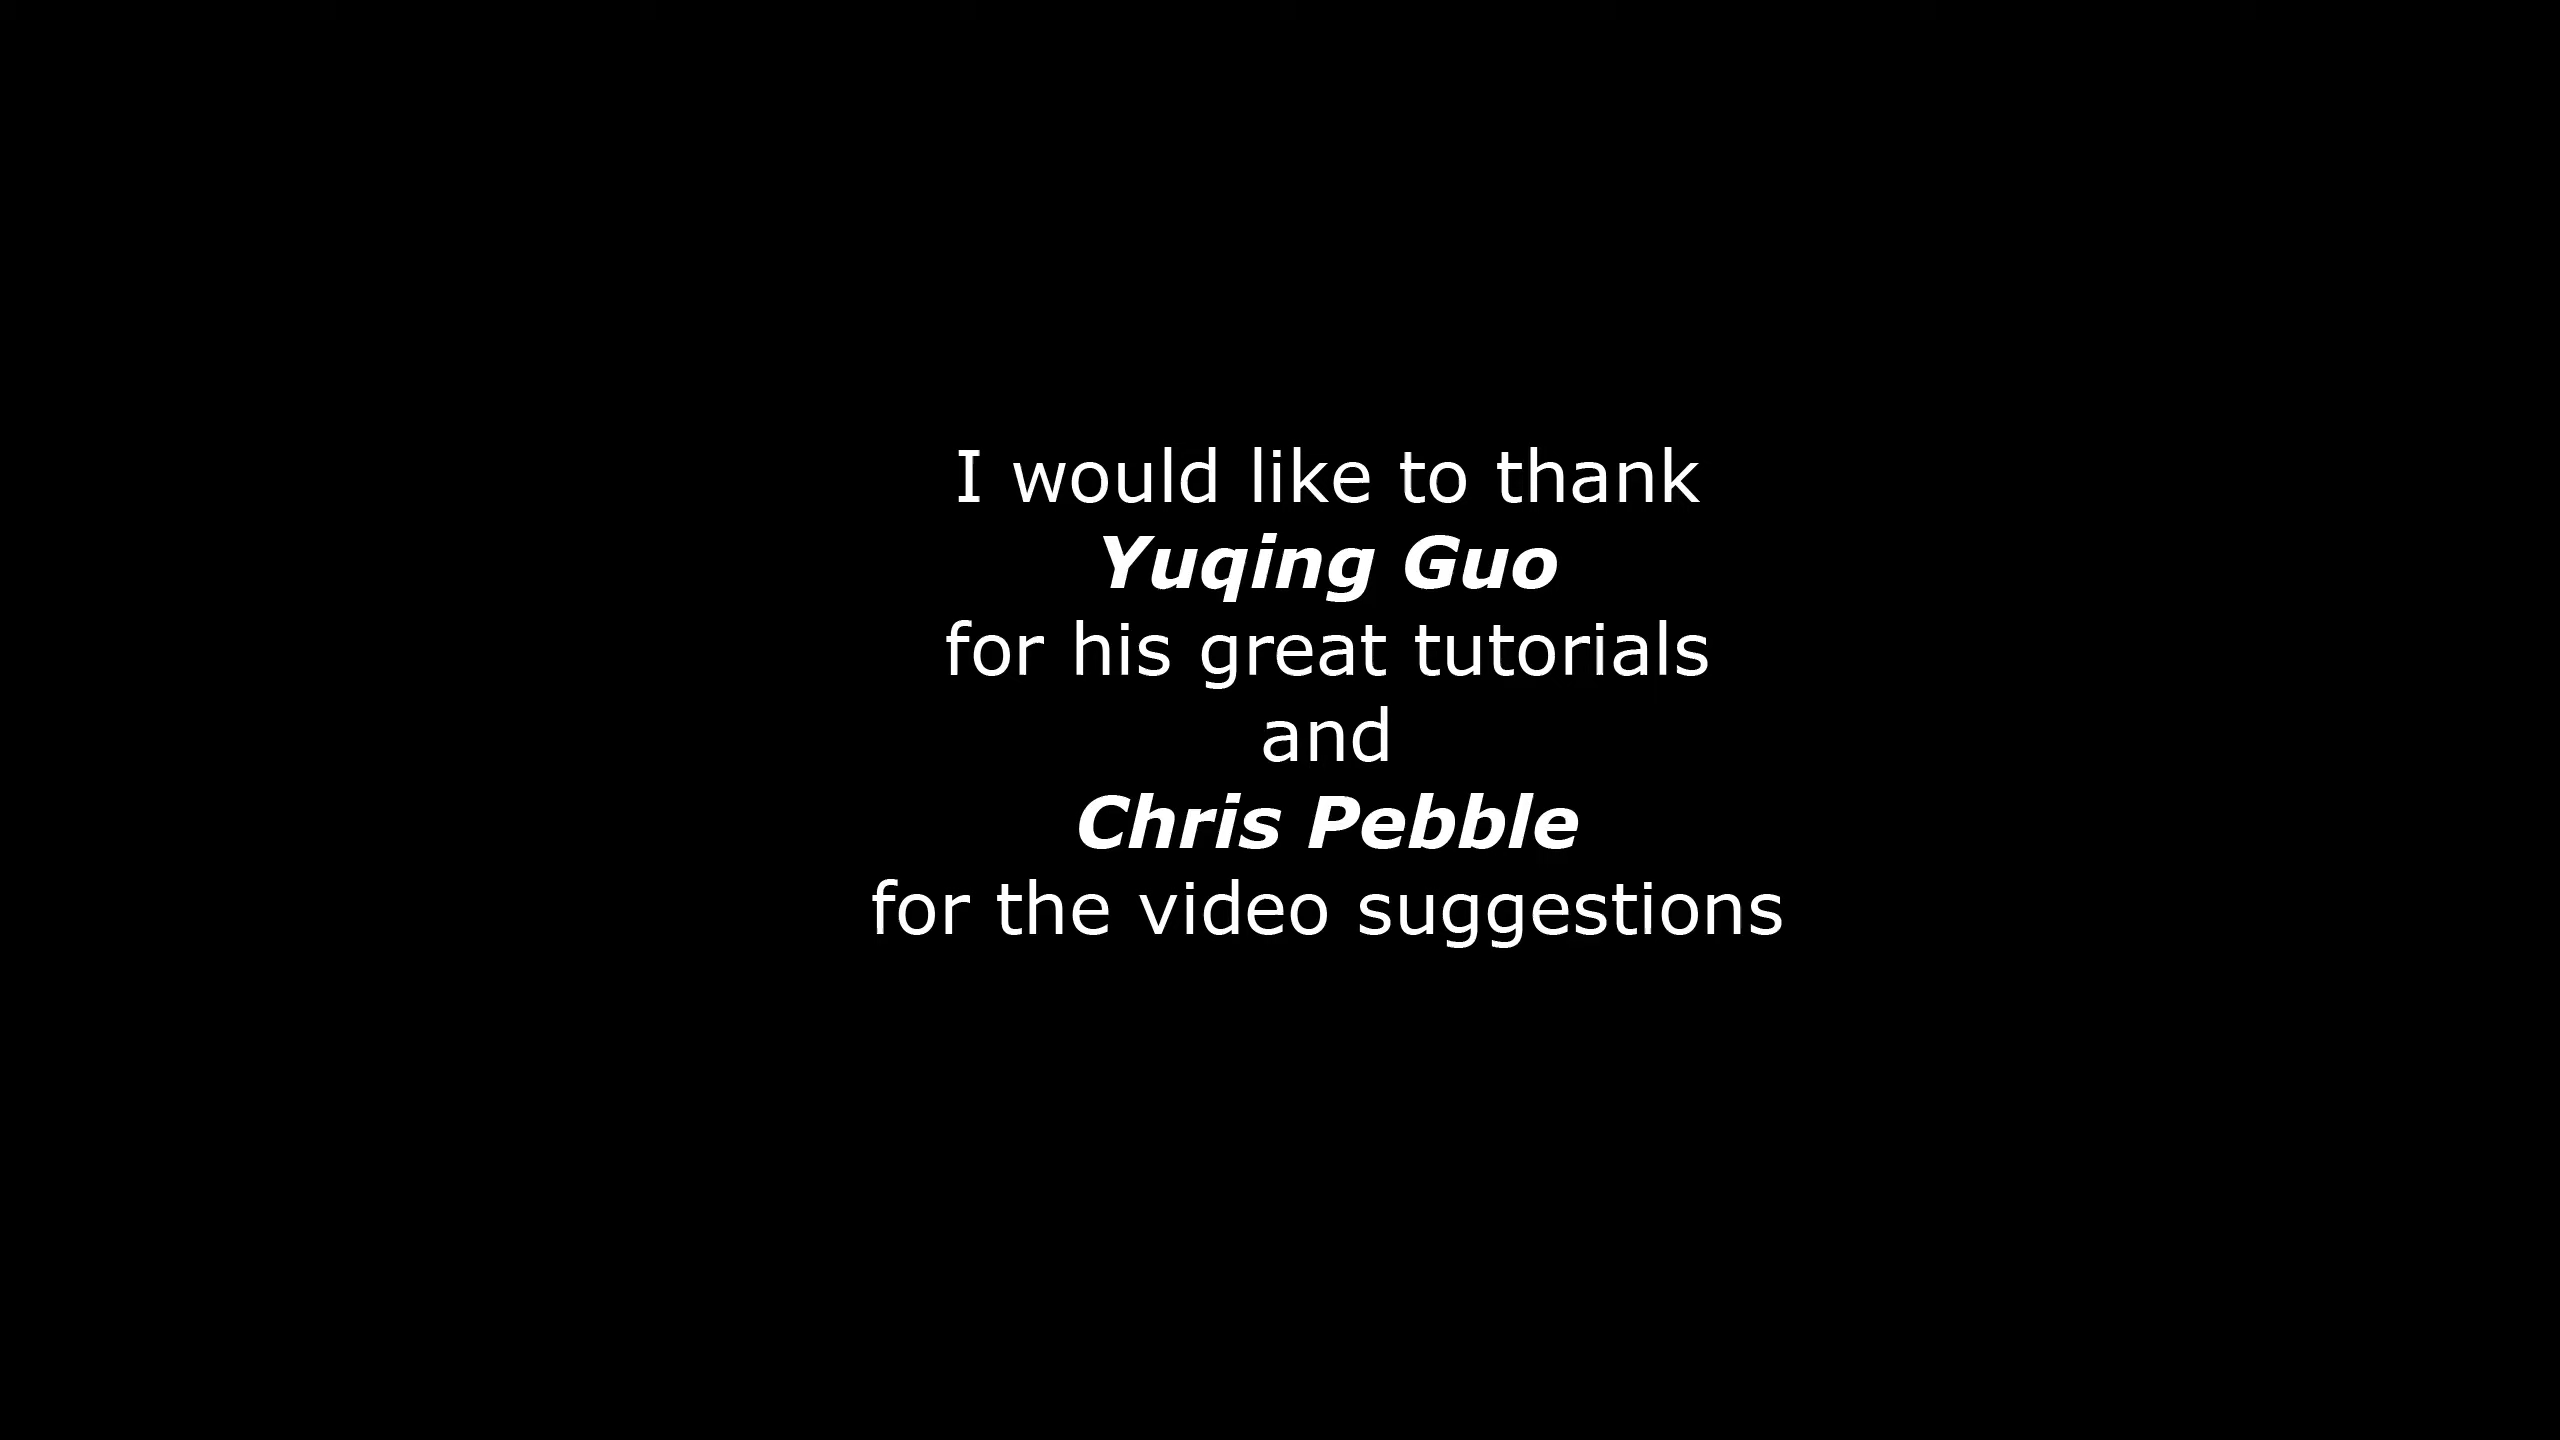 I would like to thank
Yuqing Guo
for his great tutorials
and
Chris Pebble
for the video suggestions